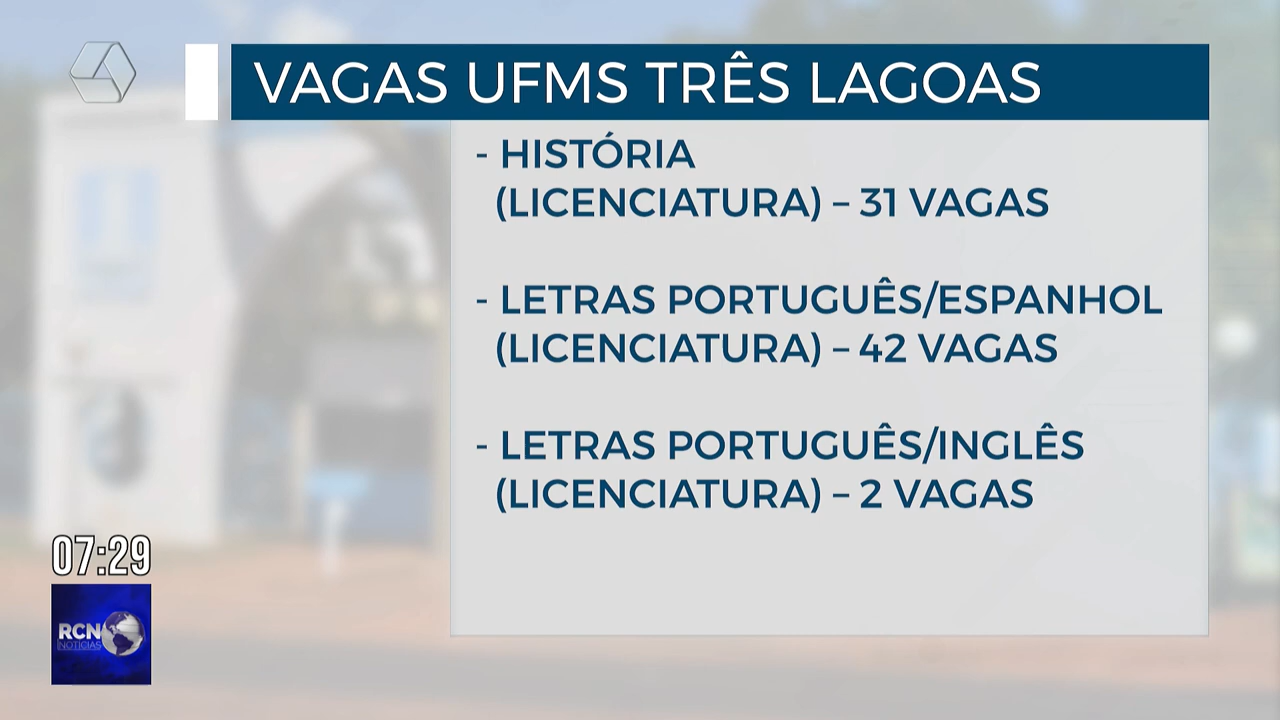 VAGAS UFMS TRÊS LAGOAS
- HISTÓRIA
(LICENCIATURA) – 31 VAGAS
- LETRAS PORTUGUÊS/ESPANHOL
(LICENCIATURA) – 42 VAGAS
- LETRAS PORTUGUÊS/INGLÊS
(LICENCIATURA) – 2 VAGAS
07:29
RCN
NOTÍCIAS